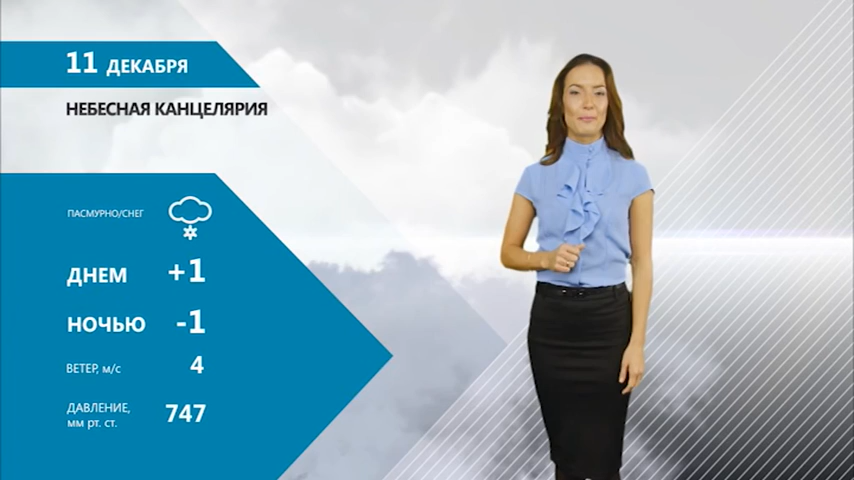 11 ДЕКАБРЯ
НЕБЕСНАЯ КАНЦЕЛЯРИЯ
ПАСМУРНО/СНЕГ
ДНЕМ +1
НОЧЬЮ -1
ВЕТЕР, м/с 4
ДАВЛЕНИЕ,
мм рт. ст. 747